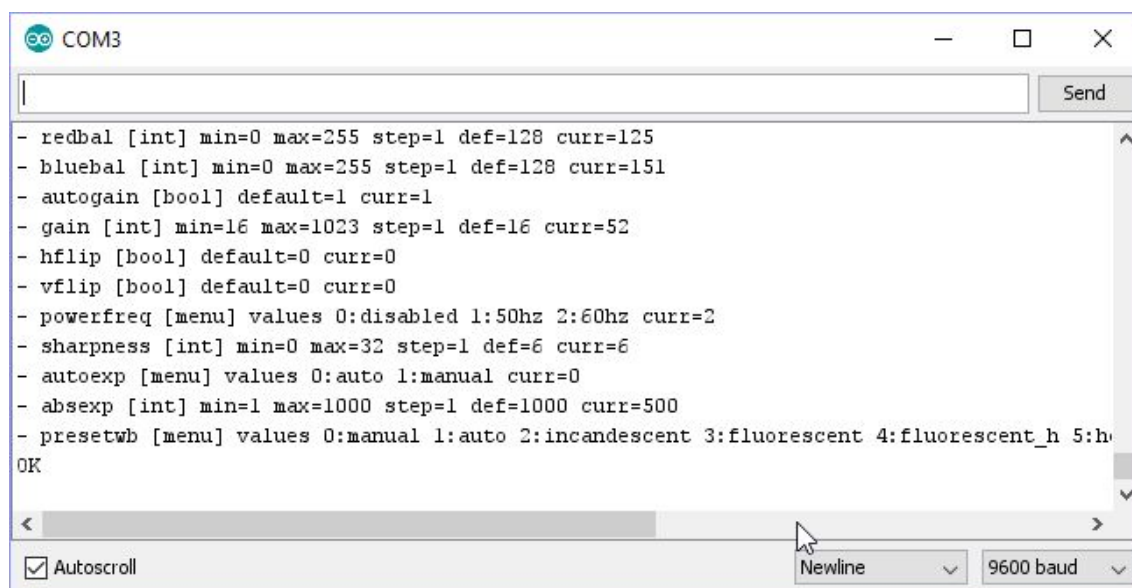 COM3
Send
- redbal [int] min=0 max=255 step=1 def=128 curr=125
- bluebal [int] min=0 max=255 step=1 def=128 curr=151
- autogain [bool] default=1 curr=1
- gain [int] min=16 max=1023 step=1 def=16 curr=52
- hflip [bool] default=0 curr=0
- vflip [bool] default=0 curr=0
- powerfreq [menu] values 0:disabled 1:50hz 2:60hz curr=2
- sharpness [int] min=0 max=32 step=1 def=6 curr=6
- autoexp [menu] values 0:auto 1:manual curr=0
- absexp [int] min=1 max=1000 step=1 def=1000 curr=500
- presetwb [menu] values 0:manual 1:auto 2:incandescent 3:fluorescent 4:fluorescent_h
OK
Autoscroll Newline 9600 baud